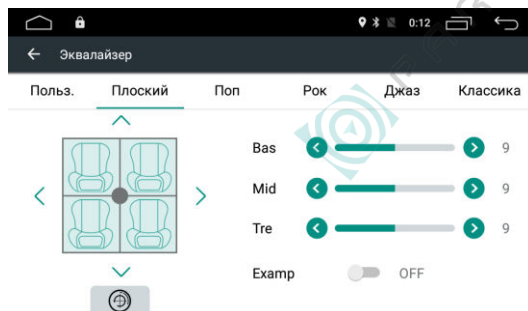 0:12
Эквалайзер
Польз. Плоский Поп Рок Джаз Классика
Bas 9
Mid 9
Tre 9
Examp OFF